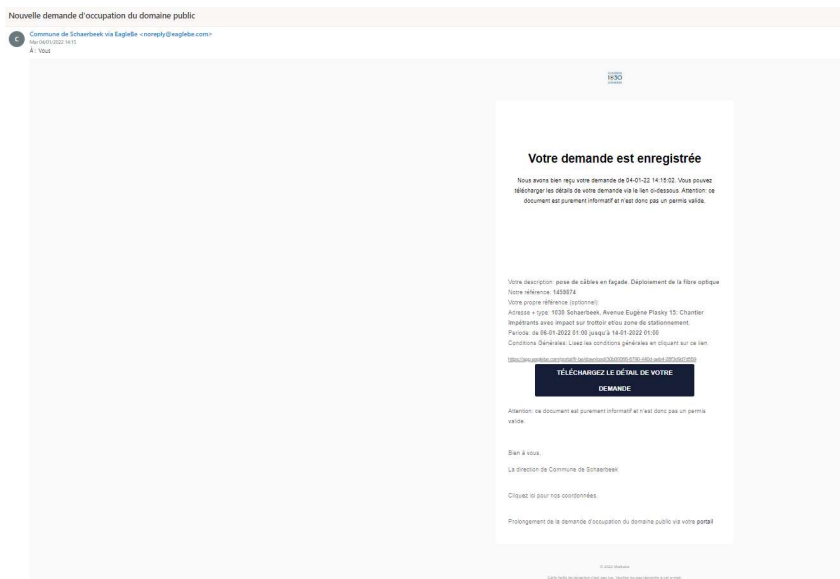 Nouvelle demande d'occupation du domaine public
C
Commune de Schaerbeek via EagleBe <noreply@eaglebe.com>
Mar 04/01/2022 14:15
À : Vous
1030
Votre demande est enregistrée
Nous avons bien reçu votre demande de 04-01-22 14:15:02. Vous pouvez
télécharger les détails de votre demande via le lien ci-dessous. Attention: ce
document est purement informatif et n'est donc pas un permis valide.
Votre description: pose de câbles en façade. Déploiement de la fibre optique
Notre référence: 1458674
Votre propre référence (optionnel):
Adresse + type: 1030 Schaerbeek, Avenue Eugène Plasky 15: Chantier
Impétrants avec impact sur trottoir et/ou zone de stationnement.
Période: de 06-01-2022 01:00 jusqu'à 14-01-2022 01:00
Conditions Générales: Lisez les conditions générales en cliquant sur ce lien:
TÉLÉCHARGEZ LE DÉTAIL DE VOTRE
DEMANDE
Attention: ce document est purement informatif et n'est donc pas un permis
valide.
Bien à vous,
La direction de Commune de Schaerbeek
Cliquez ici pour nos coordonnées.
Prolongement de la demande d'occupation du domaine public via votre portail
© 2022